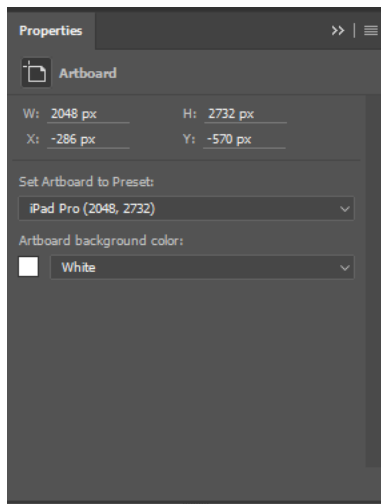 Properties
Artboard
W: 2048 px H: 2732 px
X: -286 px Y: -570 px
Set Artboard to Preset:
iPad Pro (2048, 2732)
Artboard background color:
White